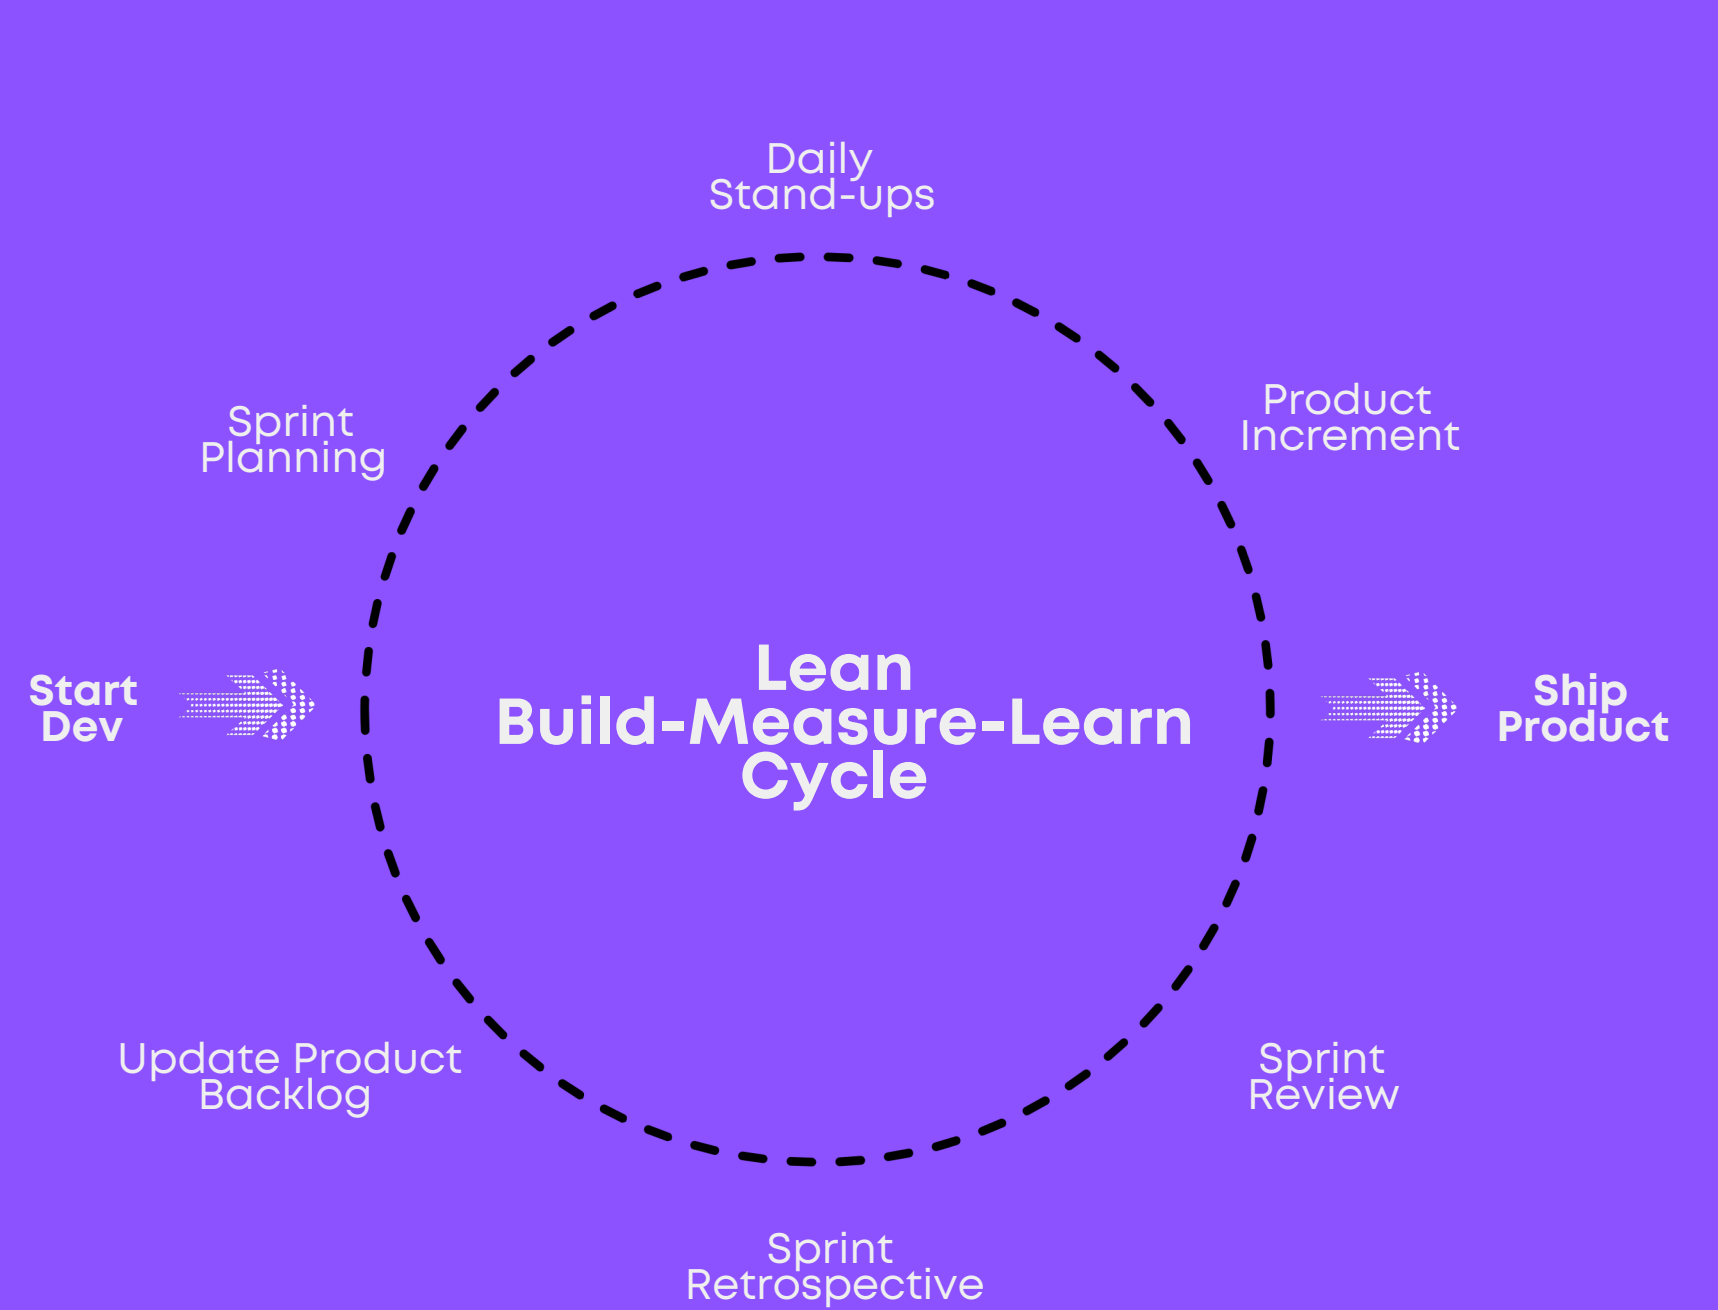 Daily
Stand-ups
Sprint
Planning
Product
Increment
Start
Dev
Lean
Build-Measure-Learn
Cycle
Ship
Product
Update Product
Backlog
Sprint
Review
Sprint
Retrospective